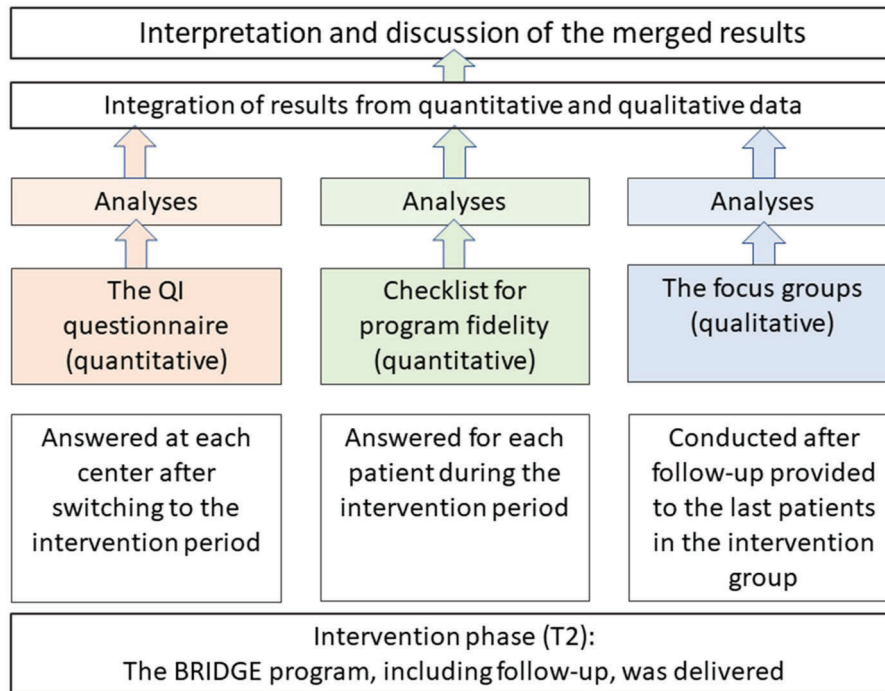 Interpretation and discussion of the merged results
Integration of results from quantitative and qualitative data
Analyses
Analyses
Analyses
The QI
questionnaire
(quantitative)
Checklist for
program fidelity
(quantitative)
The focus groups
(qualitative)
Answered at each
center after
switching to the
intervention period
Answered for each
patient during the
intervention period
Conducted after
follow-up provided
to the last patients
in the intervention
group
Intervention phase (T2):
The BRIDGE program, including follow-up, was delivered